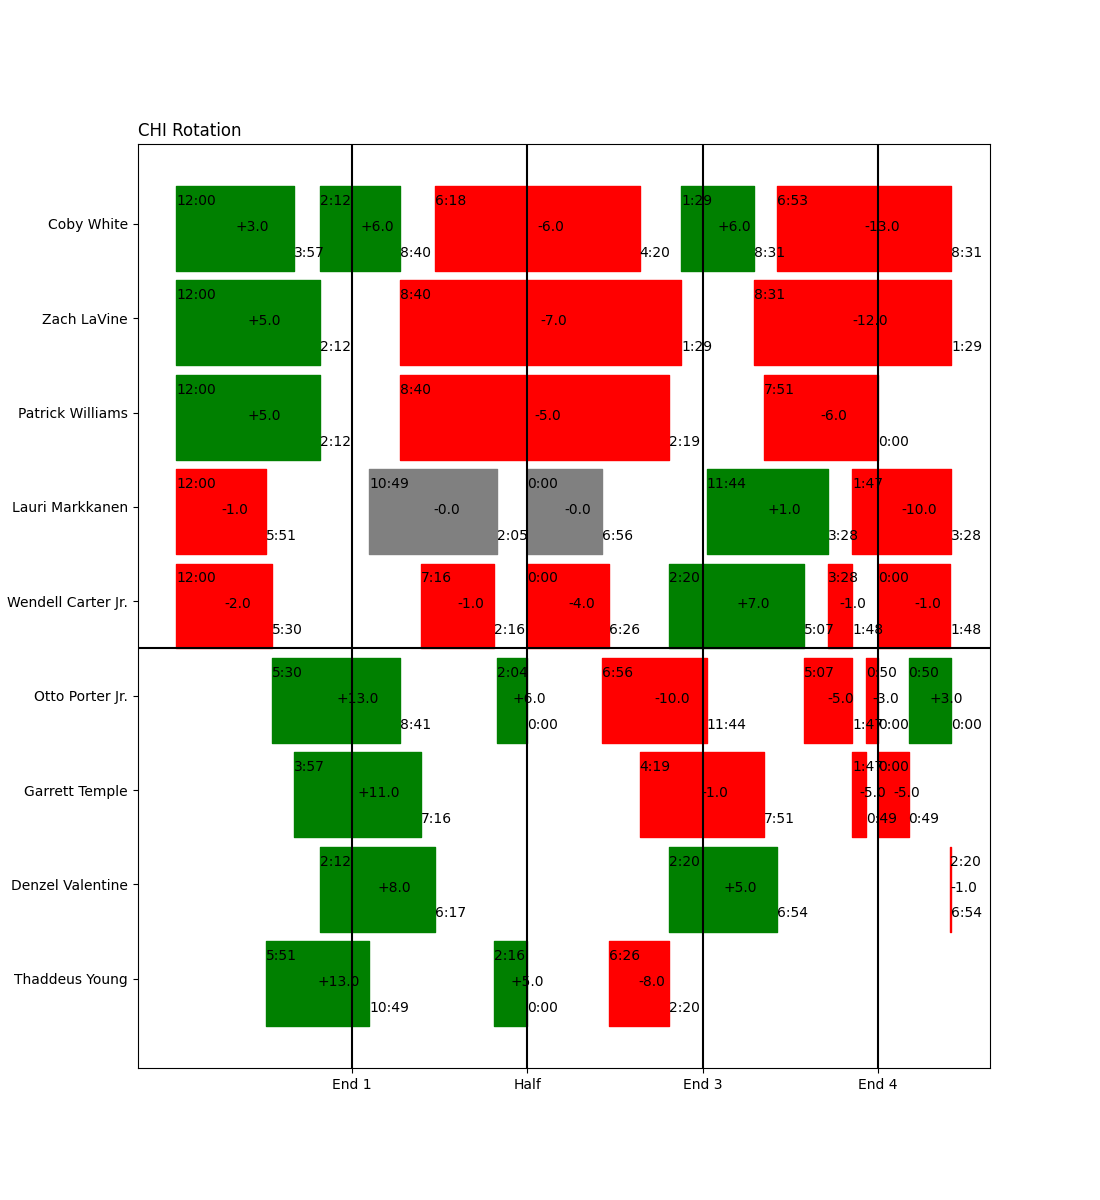 CHI Rotation
Coby White
12:00 2:12 6:18 1:29 6:53
+3.0 +6.0 -6.0 +6.0 -13.0
3:57 8:40 4:20 8:31 8:31
Zach LaVine
12:00 8:40 8:31
+5.0 -7.0 -12.0
2:12 1:29 1:29
Patrick Williams
12:00 8:40 7:51
+5.0 -5.0 -6.0
2:12 2:19 0:00
Lauri Markkanen
12:00 10:49 0:00 11:44 1:47
-1.0 -0.0 -0.0 +1.0 -10.0
5:51 2:05 6:56 3:28 3:28
Wendell Carter Jr.
12:00 7:16 0:00 2:20 3:28 0:00
-2.0 -1.0 -4.0 +7.0 -1.0 -1.0
5:30 2:16 6:26 5:07 1:48 1:48
Otto Porter Jr.
5:30 2:04 6:56 5:07 0:50 0:50
+13.0 +6.0 -10.0 -5.0 -3.0 +3.0
8:41 0:00 11:44 1:47 0:00 0:00
Garrett Temple
3:57 4:19 1:47 0:00
+11.0 -1.0 -5.0 -5.0
7:16 7:51 0:49 0:49
Denzel Valentine
2:12 2:20 2:20
+8.0 +5.0 -1.0
6:17 6:54 6:54
Thaddeus Young
5:51 2:16 6:26
+13.0 +5.0 -8.0
10:49 0:00 2:20
End 1 Half End 3 End 4